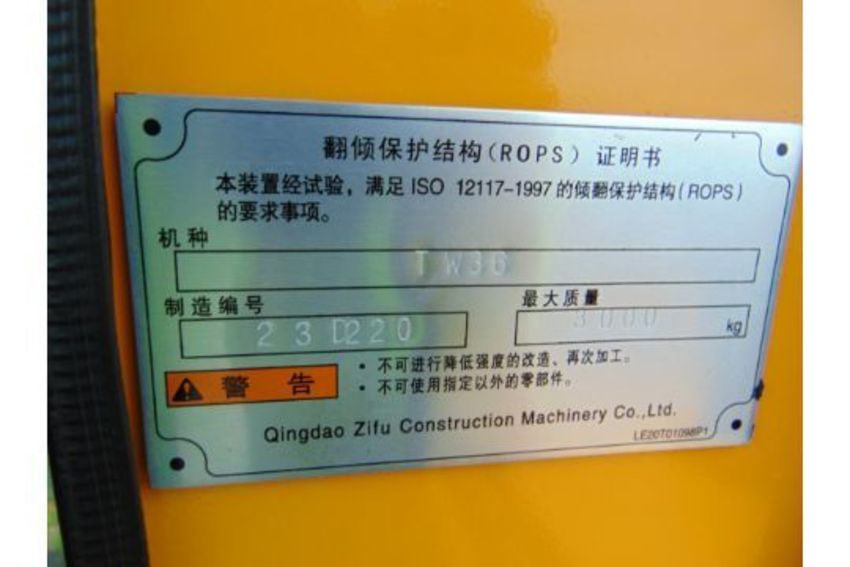 翻倾保护结构(ROPS) 证明书
本装置经试验，满足ISO 12117-1997的倾翻保护结构(ROPS)
的要求事项。
机种
TW36
制造编号
23D220
最大质量
3000 kg
警告
・不可进行降低强度的改造、再次加工。
・不可使用指定以外的零部件。
Qingdao Zifu Construction Machinery Co.,Ltd.
LE20T01098P1